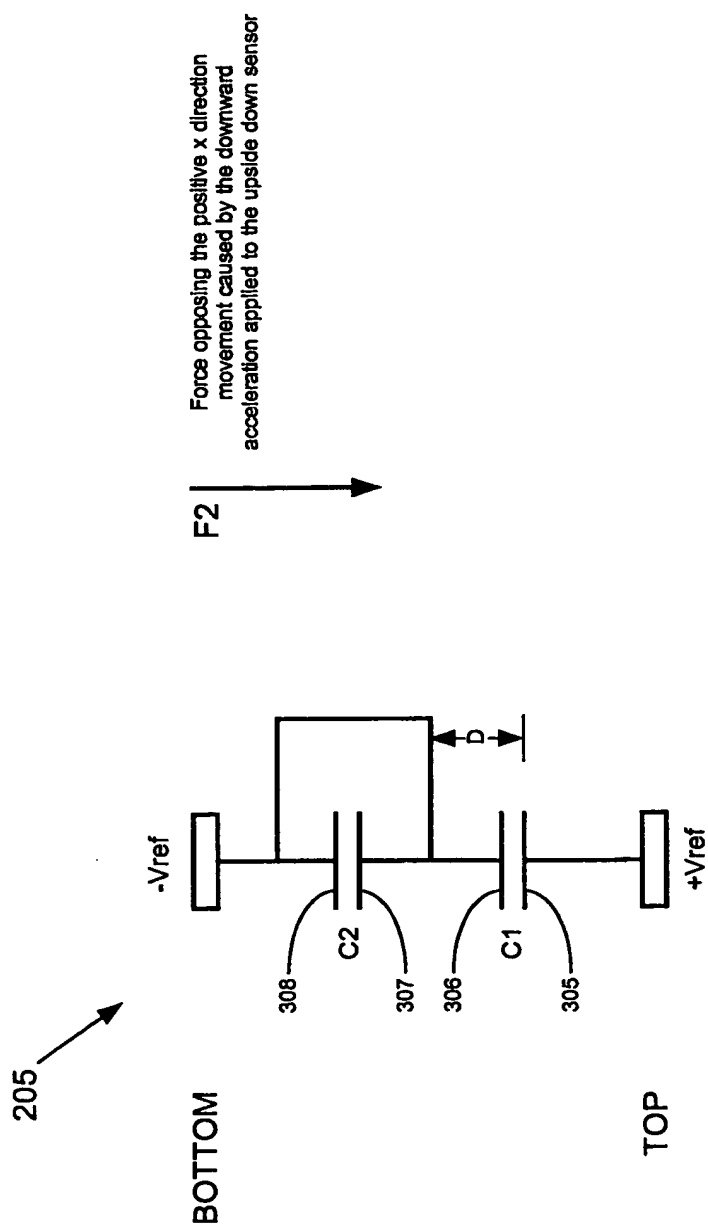 205
BOTTOM
-Vref
308
C2
307
D
306
C1
305
TOP
+Vref
F2
Force opposing the positive x direction
movement caused by the downward
acceleration applied to the upside down sensor